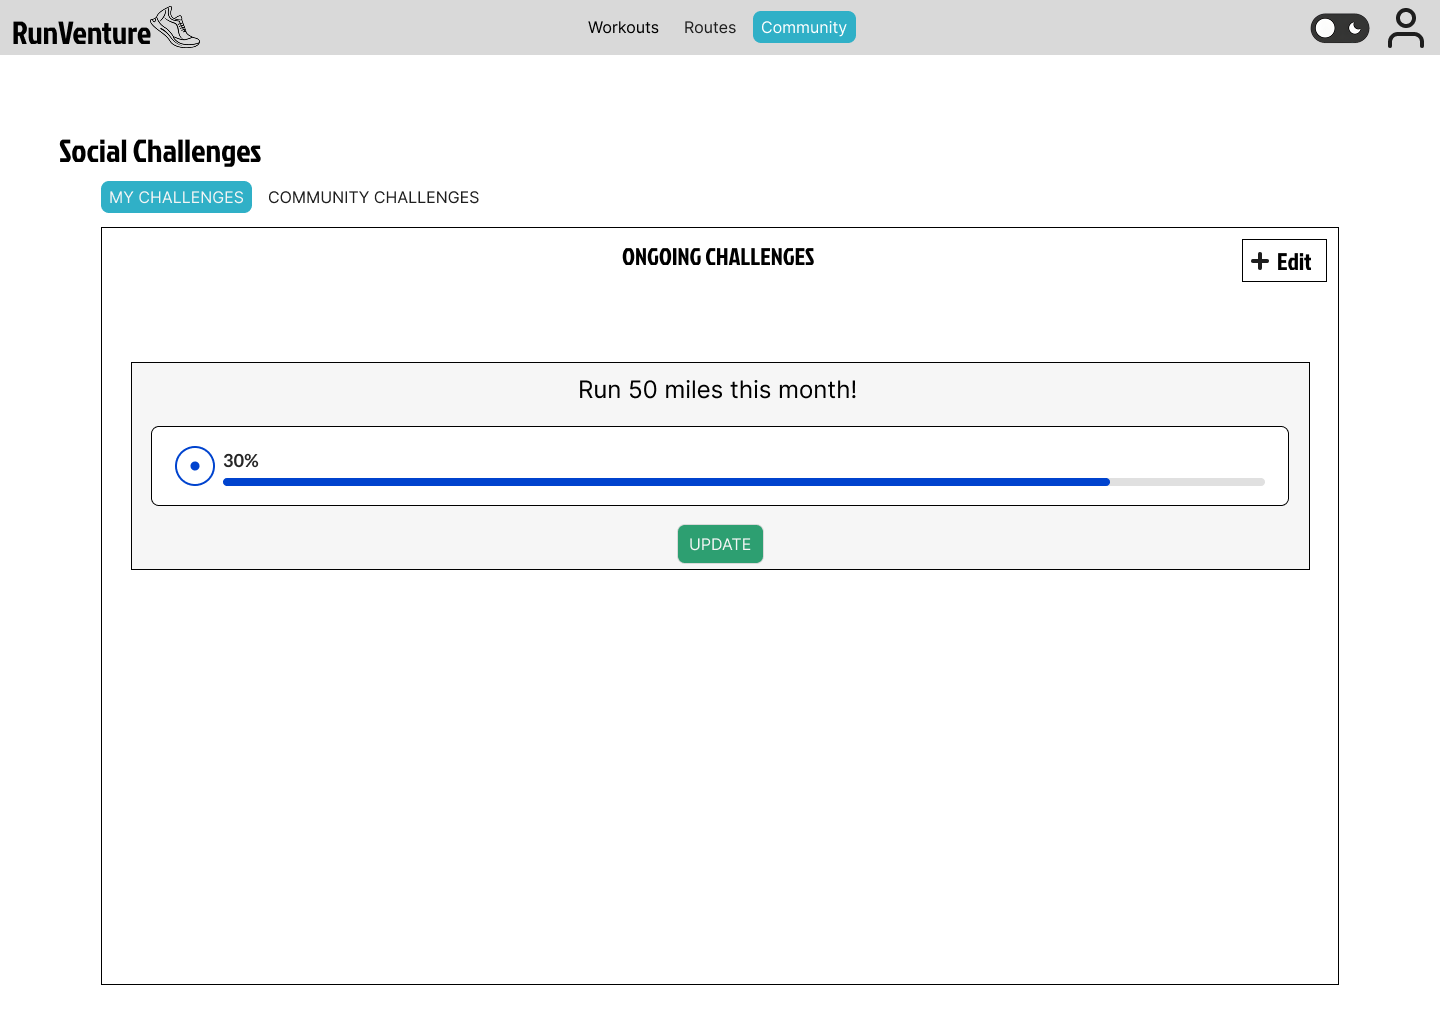 RunVenture
Workouts Routes Community
Social Challenges
MY CHALLENGES COMMUNITY CHALLENGES
ONGOING CHALLENGES
Edit
Run 50 miles this month!
30%
UPDATE